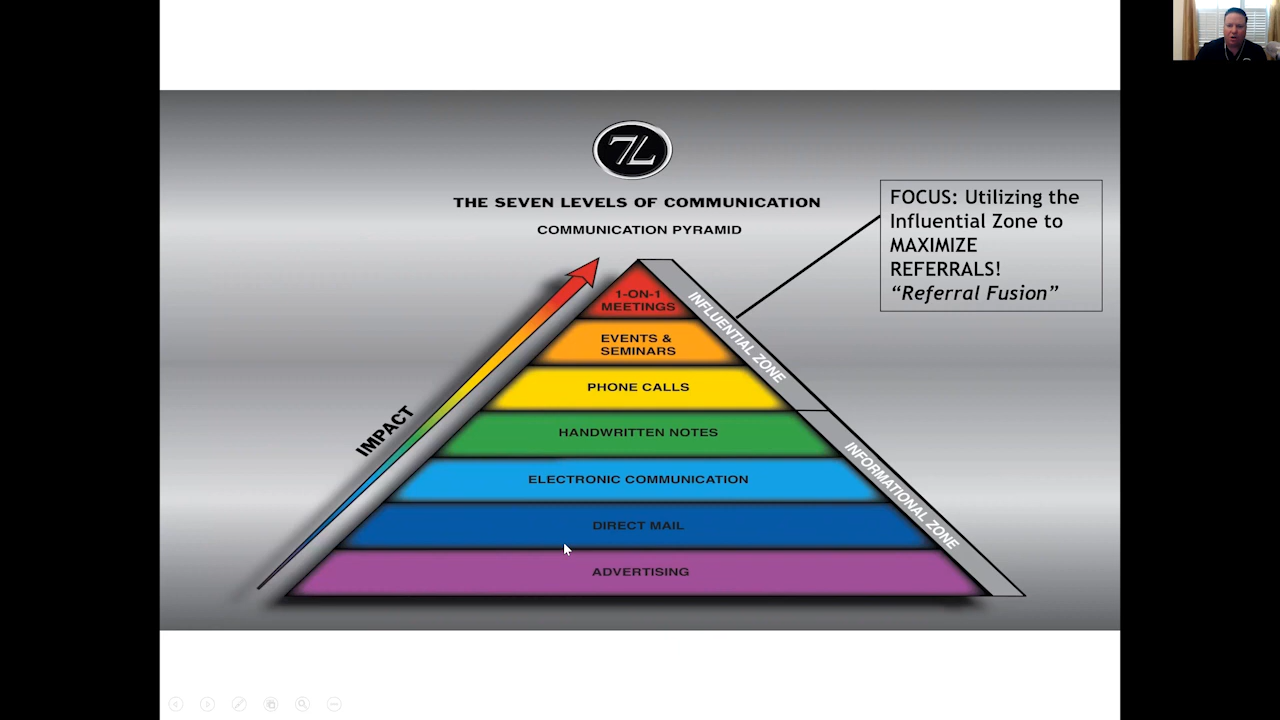 7L
THE SEVEN LEVELS OF COMMUNICATION
COMMUNICATION PYRAMID
FOCUS: Utilizing the
Influential Zone to
MAXIMIZE
REFERRALS!
“Referral Fusion”
IMPACT
1-ON-1
MEETINGS
EVENTS &
SEMINARS
PHONE CALLS
HANDWRITTEN NOTES
ELECTRONIC COMMUNICATION
DIRECT MAIL
ADVERTISING
INFLUENTIAL ZONE
INFORMATIONAL ZONE